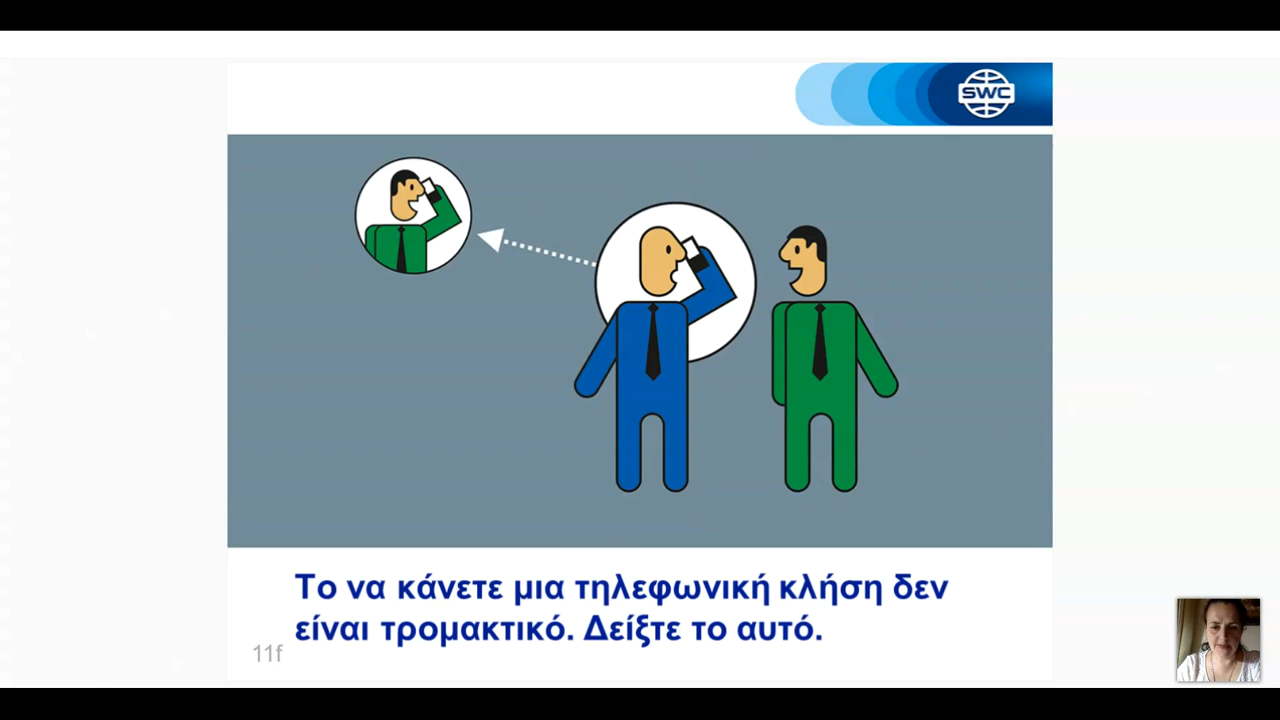 SWC
Το να κάνετε μια τηλεφωνική κλήση δεν
είναι τρομακτικό. Δείξτε το αυτό.
11f